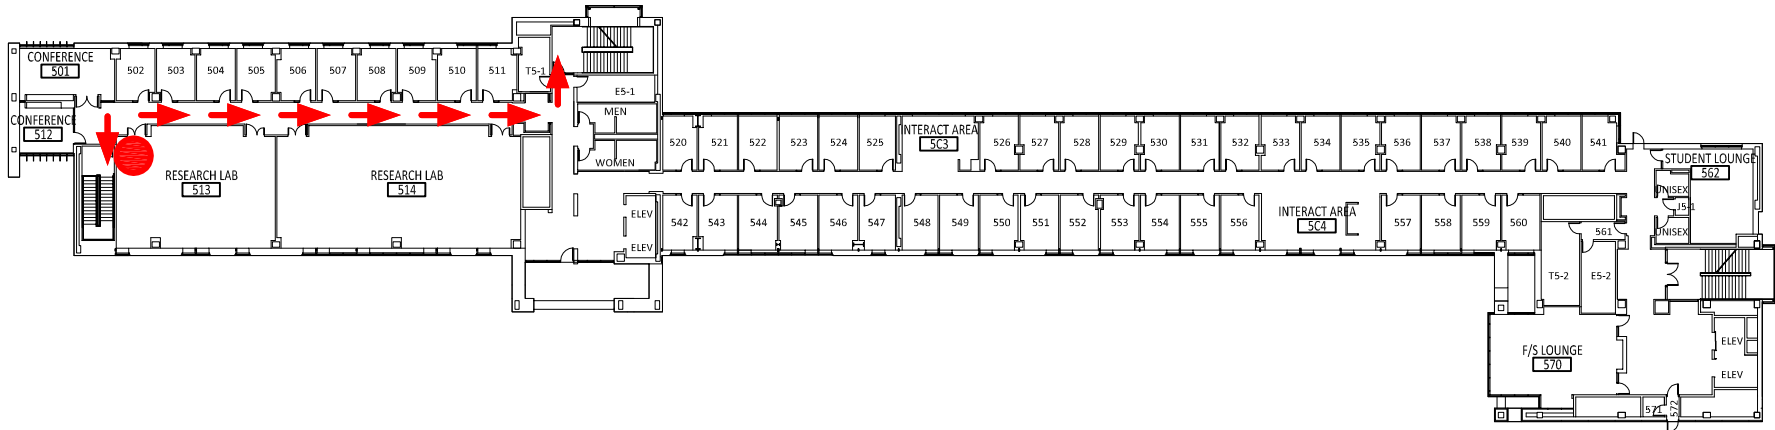 CONFERENCE
501
502
503
504
505
506
507
508
509
510
511
T5-1
E5-1
MEN
WOMEN
CONFERENCE
512
RESEARCH LAB
513
RESEARCH LAB
514
ELEV
ELEV
520
521
522
523
524
525
INTERACT AREA
5C3
526
527
528
529
530
531
532
533
534
535
536
537
538
539
540
541
STUDENT LOUNGE
562
UNISEX
J5-1
UNISEX
542
543
544
545
546
547
548
549
550
551
552
553
554
555
556
INTERACT AREA
5C4
557
558
559
560
561
T5-2
E5-2
F/S LOUNGE
570
ELEV
ELEV
571
572